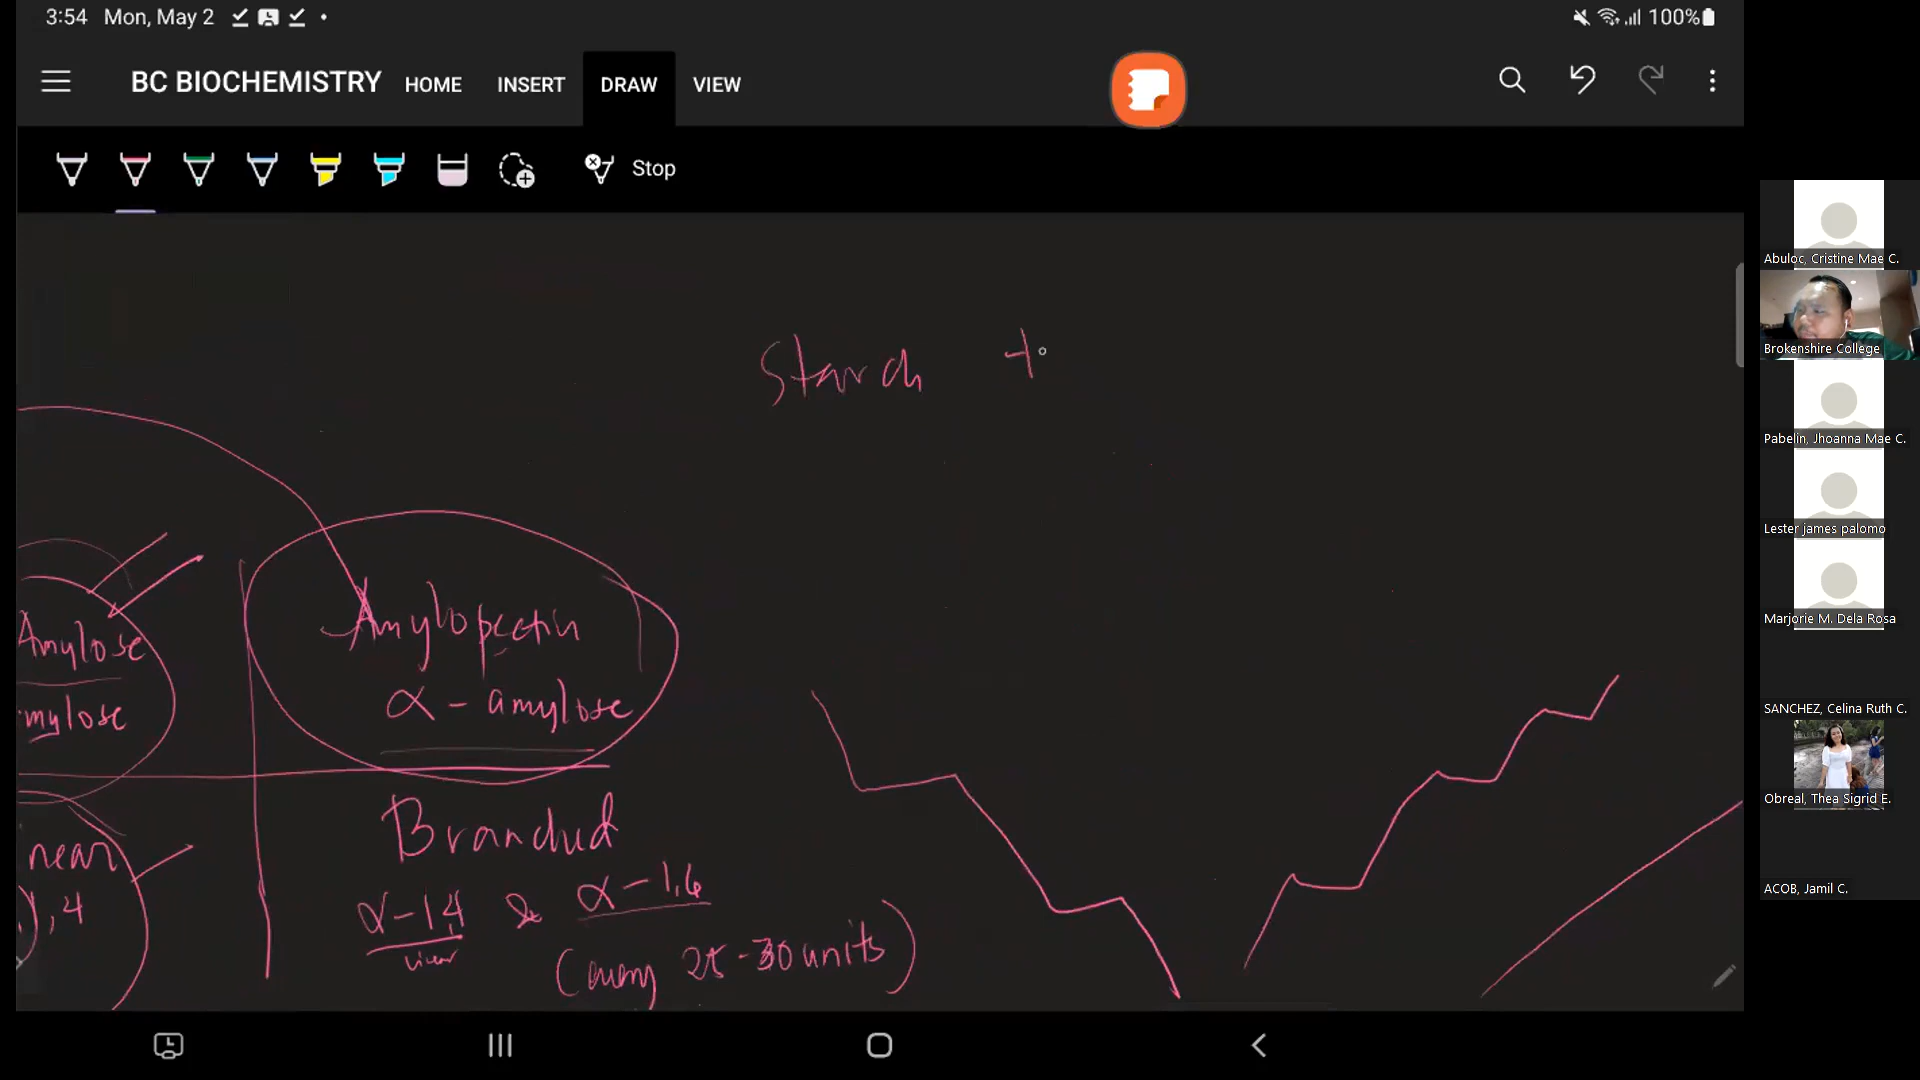 3:54 Mon, May 2
100%
BC BIOCHEMISTRY HOME INSERT DRAW VIEW
Stop
Starch +
Amylose
mylose
Amylopectin
α - amylose
near
,4
Branched
α-1,4 & α-1,6
linear
(every 25-30 units)
Abuloc, Cristine Mae C.
Brokenshire College
Pabelin, Jhoanna Mae C.
Lester james palomo
Marjorie M. Dela Rosa
SANCHEZ, Celina Ruth C.
Obreal, Thea Sigrid E.
ACOB, Jamil C.